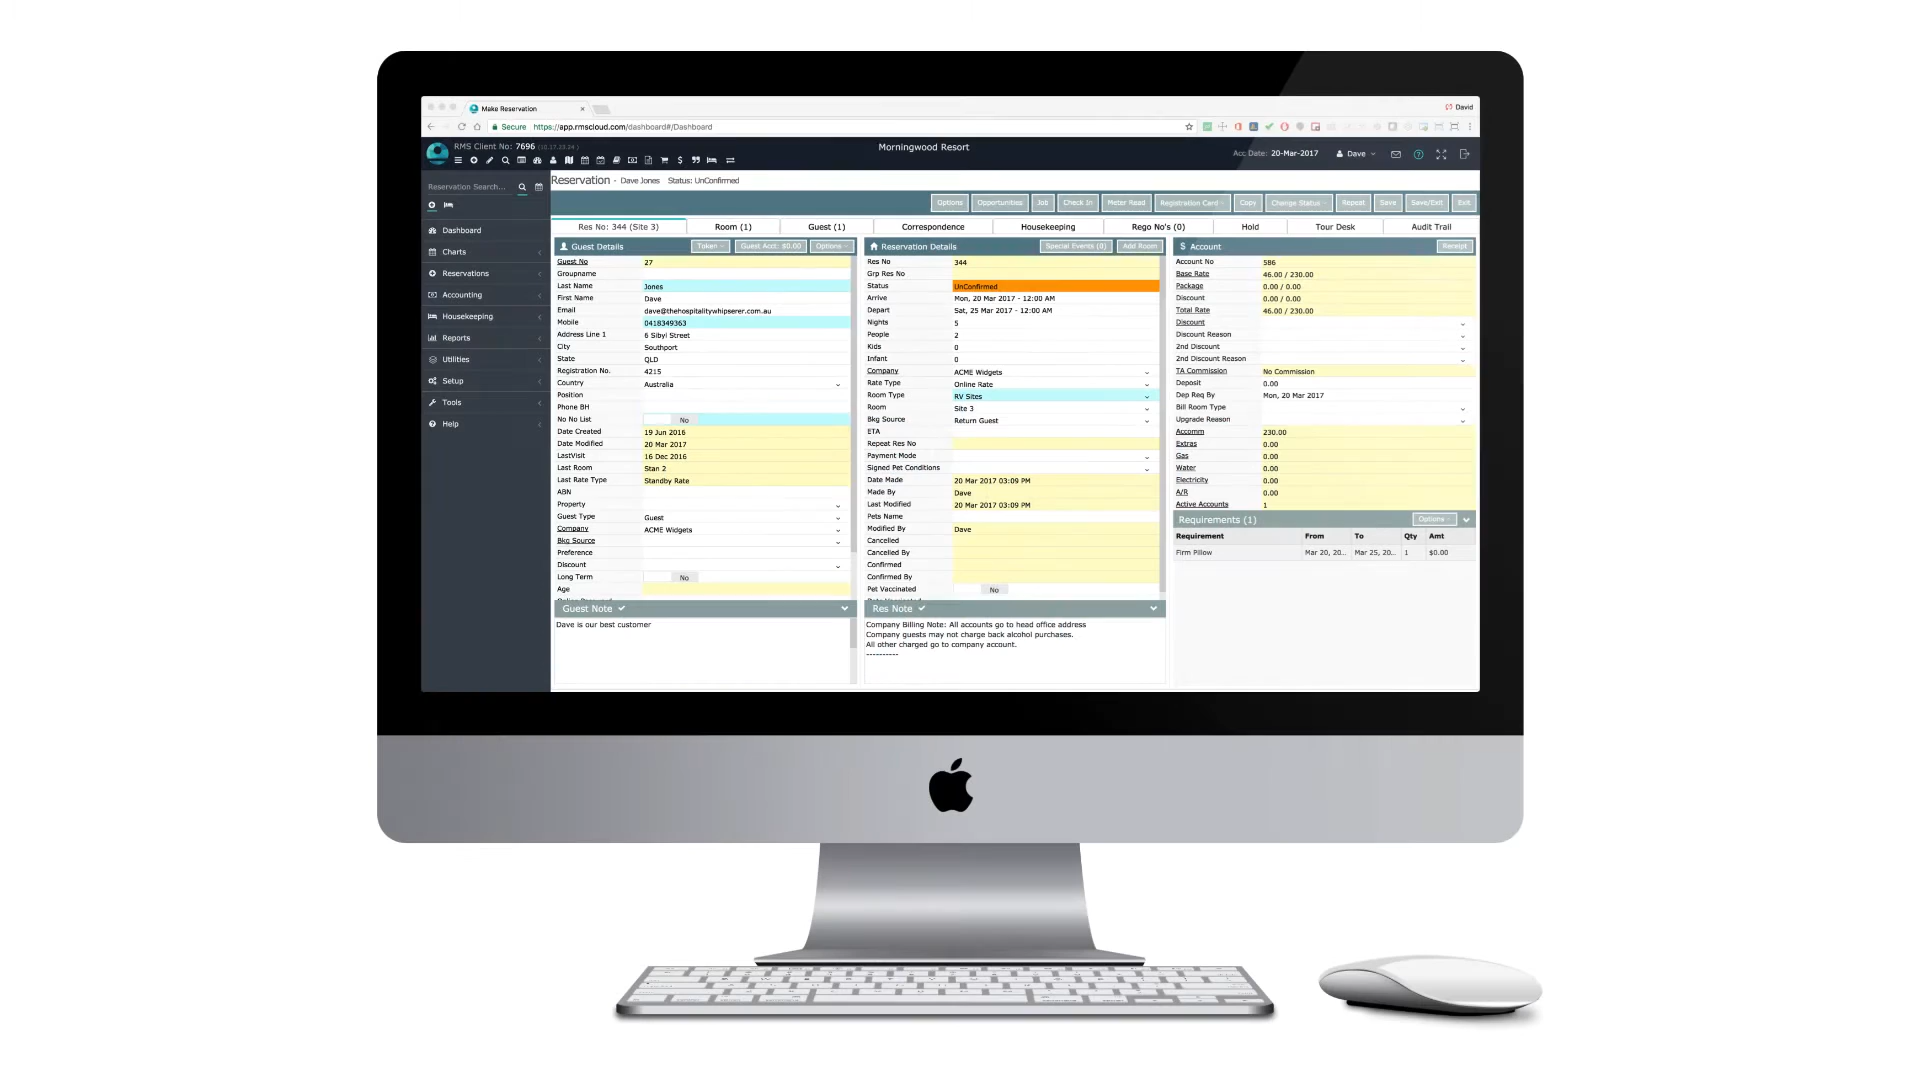 Make Reservation
David
Secure https://app.rmscloud.com/dashboard#/Dashboard
RMS Client No: 7696 (10.17.23.24 )
Morningwood Resort
Acc Date: 20-Mar-2017 Dave
Reservation Search...
Reservation - Dave Jones Status: UnConfirmed
Options Opportunities Job Check In Meter Read Registration Card Copy Change Status Repeat Save Save/Exit Exit
Dashboard
Charts
Reservations
Accounting
Housekeeping
Reports
Utilities
Setup
Tools
Help
Res No: 344 (Site 3) Room (1) Guest (1) Correspondence Housekeeping Rego No's (0) Hold Tour Desk Audit Trail
Guest Details Token Guest Acct: $0.00 Options
Guest No 27
Groupname
Last Name Jones
First Name Dave
Email dave@thehospitalitywhipserer.com.au
Mobile 0418349363
Address Line 1 6 Sibyl Street
City Southport
State QLD
Registration No. 4215
Country Australia
Position
Phone BH
No No List No
Date Created 19 Jun 2016
Date Modified 20 Mar 2017
LastVisit 16 Dec 2016
Last Room Stan 2
Last Rate Type Standby Rate
ABN
Property
Guest Type Guest
Company ACME Widgets
Bkg Source
Preference
Discount
Long Term No
Age
Guest Note
Dave is our best customer
Reservation Details Special Events (0) Add Room
Res No 344
Grp Res No
Status UnConfirmed
Arrive Mon, 20 Mar 2017 - 12:00 AM
Depart Sat, 25 Mar 2017 - 12:00 AM
Nights 5
People 2
Kids 0
Infant 0
Company ACME Widgets
Rate Type Online Rate
Room Type RV Sites
Room Site 3
Bkg Source Return Guest
ETA
Repeat Res No
Payment Mode
Signed Pet Conditions
Date Made 20 Mar 2017 03:09 PM
Made By Dave
Last Modified 20 Mar 2017 03:09 PM
Pets Name
Modified By Dave
Cancelled
Cancelled By
Confirmed
Confirmed By
Pet Vaccinated No
Res Note
Company Billing Note: All accounts go to head office address
Company guests may not charge back alcohol purchases.
All other charged go to company account.
----------
$ Account Receipt
Account No 586
Base Rate 46.00 / 230.00
Package 0.00 / 0.00
Discount 0.00 / 0.00
Total Rate 46.00 / 230.00
Discount
Discount Reason
2nd Discount
2nd Discount Reason
TA Commission No Commission
Deposit 0.00
Dep Req By Mon, 20 Mar 2017
Bill Room Type
Upgrade Reason
Accomm 230.00
Extras 0.00
Gas 0.00
Water 0.00
Electricity 0.00
A/R 0.00
Active Accounts 1
Requirements (1) Options
Requirement From To Qty Amt
Firm Pillow Mar 20, 20... Mar 25, 20... 1 $0.00